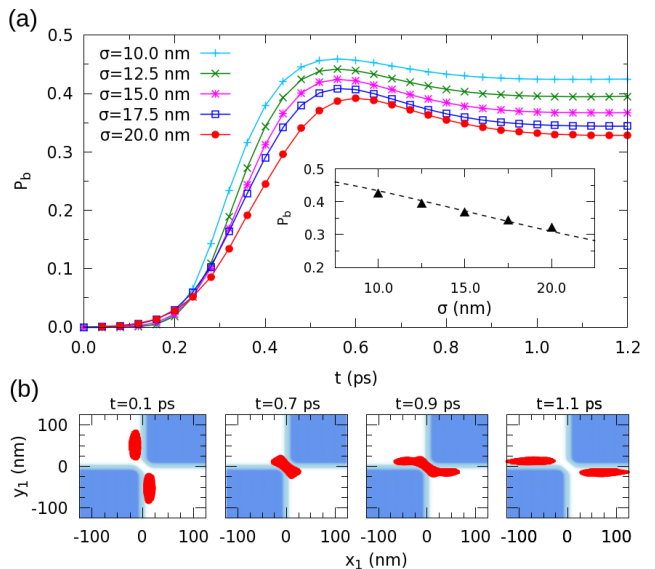 (a)
0.5
0.4
0.3
0.2
0.1
0.0
P_b
σ=10.0 nm
σ=12.5 nm
σ=15.0 nm
σ=17.5 nm
σ=20.0 nm
0.5
0.4
0.3
0.2
P_b
10.0 12.5 15.0 17.5 20.0
σ (nm)
0.0 0.2 0.4 0.6 0.8 1.0 1.2
t (ps)
(b)
t=0.1 ps t=0.7 ps t=0.9 ps t=1.1 ps
100
0
-100
y_1 (nm)
-100 0 100 -100 0 100 -100 0 100 -100 0 100
x_1 (nm)